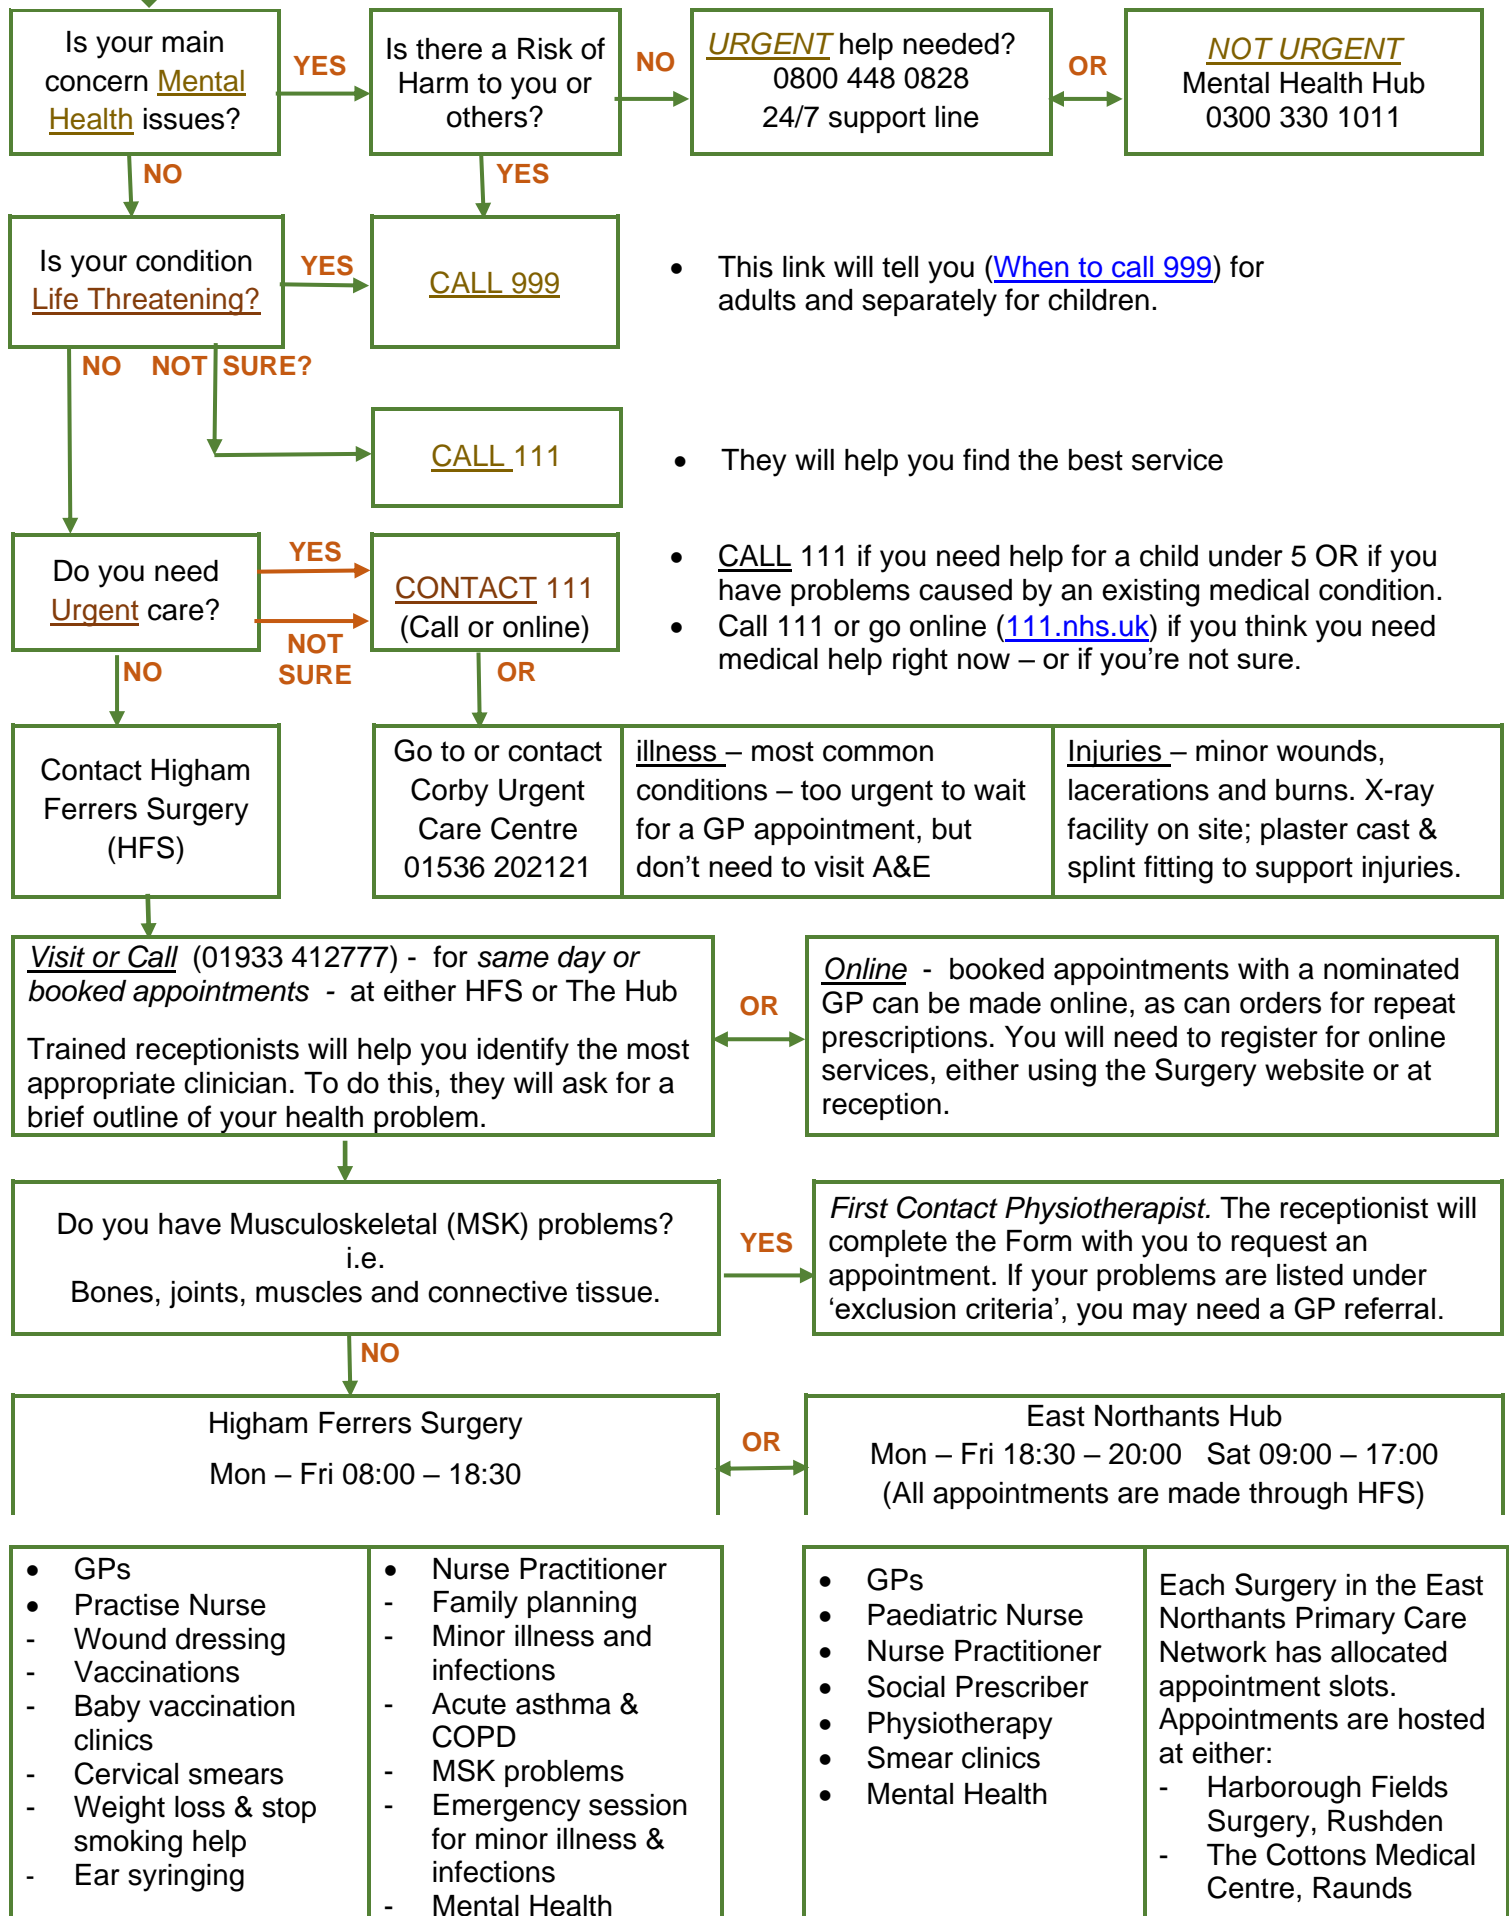 Is your main
concern Mental
Health issues?
YES
Is there a Risk of
Harm to you or
others?
NO
URGENT help needed?
0800 448 0828
24/7 support line
OR
NOT URGENT
Mental Health Hub
0300 330 1011
NO
YES
Is your condition
Life Threatening?
YES
CALL 999
• This link will tell you (When to call 999) for
adults and separately for children.
NO NOT SURE?
CALL 111
• They will help you find the best service
Do you need
Urgent care?
YES
NOT
SURE
CONTACT 111
(Call or online)
• CALL 111 if you need help for a child under 5 OR if you
have problems caused by an existing medical condition.
• Call 111 or go online (111.nhs.uk) if you think you need
medical help right now – or if you’re not sure.
NO
OR
Contact Higham
Ferrers Surgery
(HFS)
Go to or contact
Corby Urgent
Care Centre
01536 202121
illness – most common
conditions – too urgent to wait
for a GP appointment, but
don’t need to visit A&E
Injuries – minor wounds,
lacerations and burns. X-ray
facility on site; plaster cast &
splint fitting to support injuries.
Visit or Call (01933 412777) - for same day or
booked appointments - at either HFS or The Hub
Trained receptionists will help you identify the most
appropriate clinician. To do this, they will ask for a
brief outline of your health problem.
OR
Online - booked appointments with a nominated
GP can be made online, as can orders for repeat
prescriptions. You will need to register for online
services, either using the Surgery website or at
reception.
Do you have Musculoskeletal (MSK) problems?
i.e.
Bones, joints, muscles and connective tissue.
YES
First Contact Physiotherapist. The receptionist will
complete the Form with you to request an
appointment. If your problems are listed under
‘exclusion criteria’, you may need a GP referral.
NO
Higham Ferrers Surgery
Mon – Fri 08:00 – 18:30
OR
East Northants Hub
Mon – Fri 18:30 – 20:00 Sat 09:00 – 17:00
(All appointments are made through HFS)
• GPs
• Practise Nurse
- Wound dressing
- Vaccinations
- Baby vaccination
clinics
- Cervical smears
- Weight loss & stop
smoking help
- Ear syringing
• Nurse Practitioner
- Family planning
- Minor illness and
infections
- Acute asthma &
COPD
- MSK problems
- Emergency session
for minor illness &
infections
- Mental Health
• GPs
• Paediatric Nurse
• Nurse Practitioner
• Social Prescriber
• Physiotherapy
• Smear clinics
• Mental Health
Each Surgery in the East
Northants Primary Care
Network has allocated
appointment slots.
Appointments are hosted
at either:
- Harborough Fields
Surgery, Rushden
- The Cottons Medical
Centre, Raunds